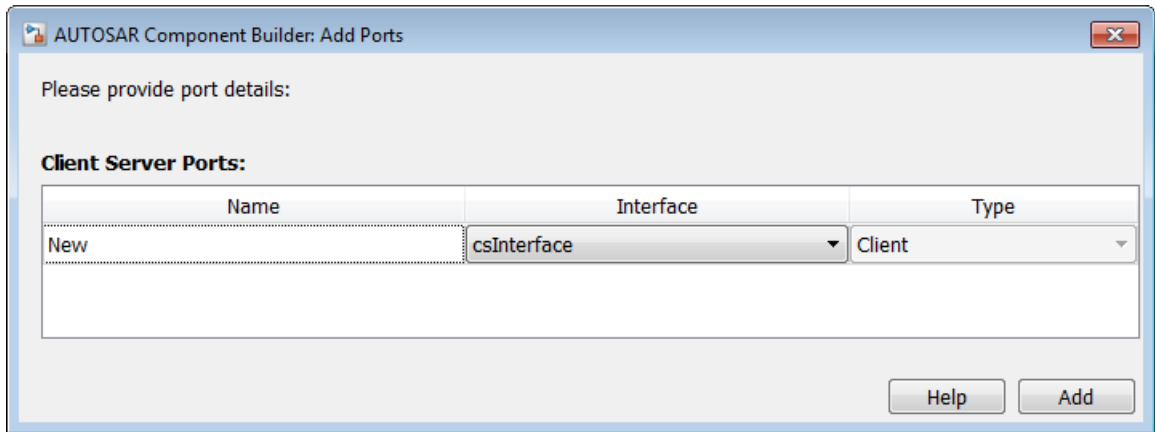 AUTOSAR Component Builder: Add Ports
Please provide port details:
Client Server Ports:
Name Interface Type
New csInterface Client
Help Add